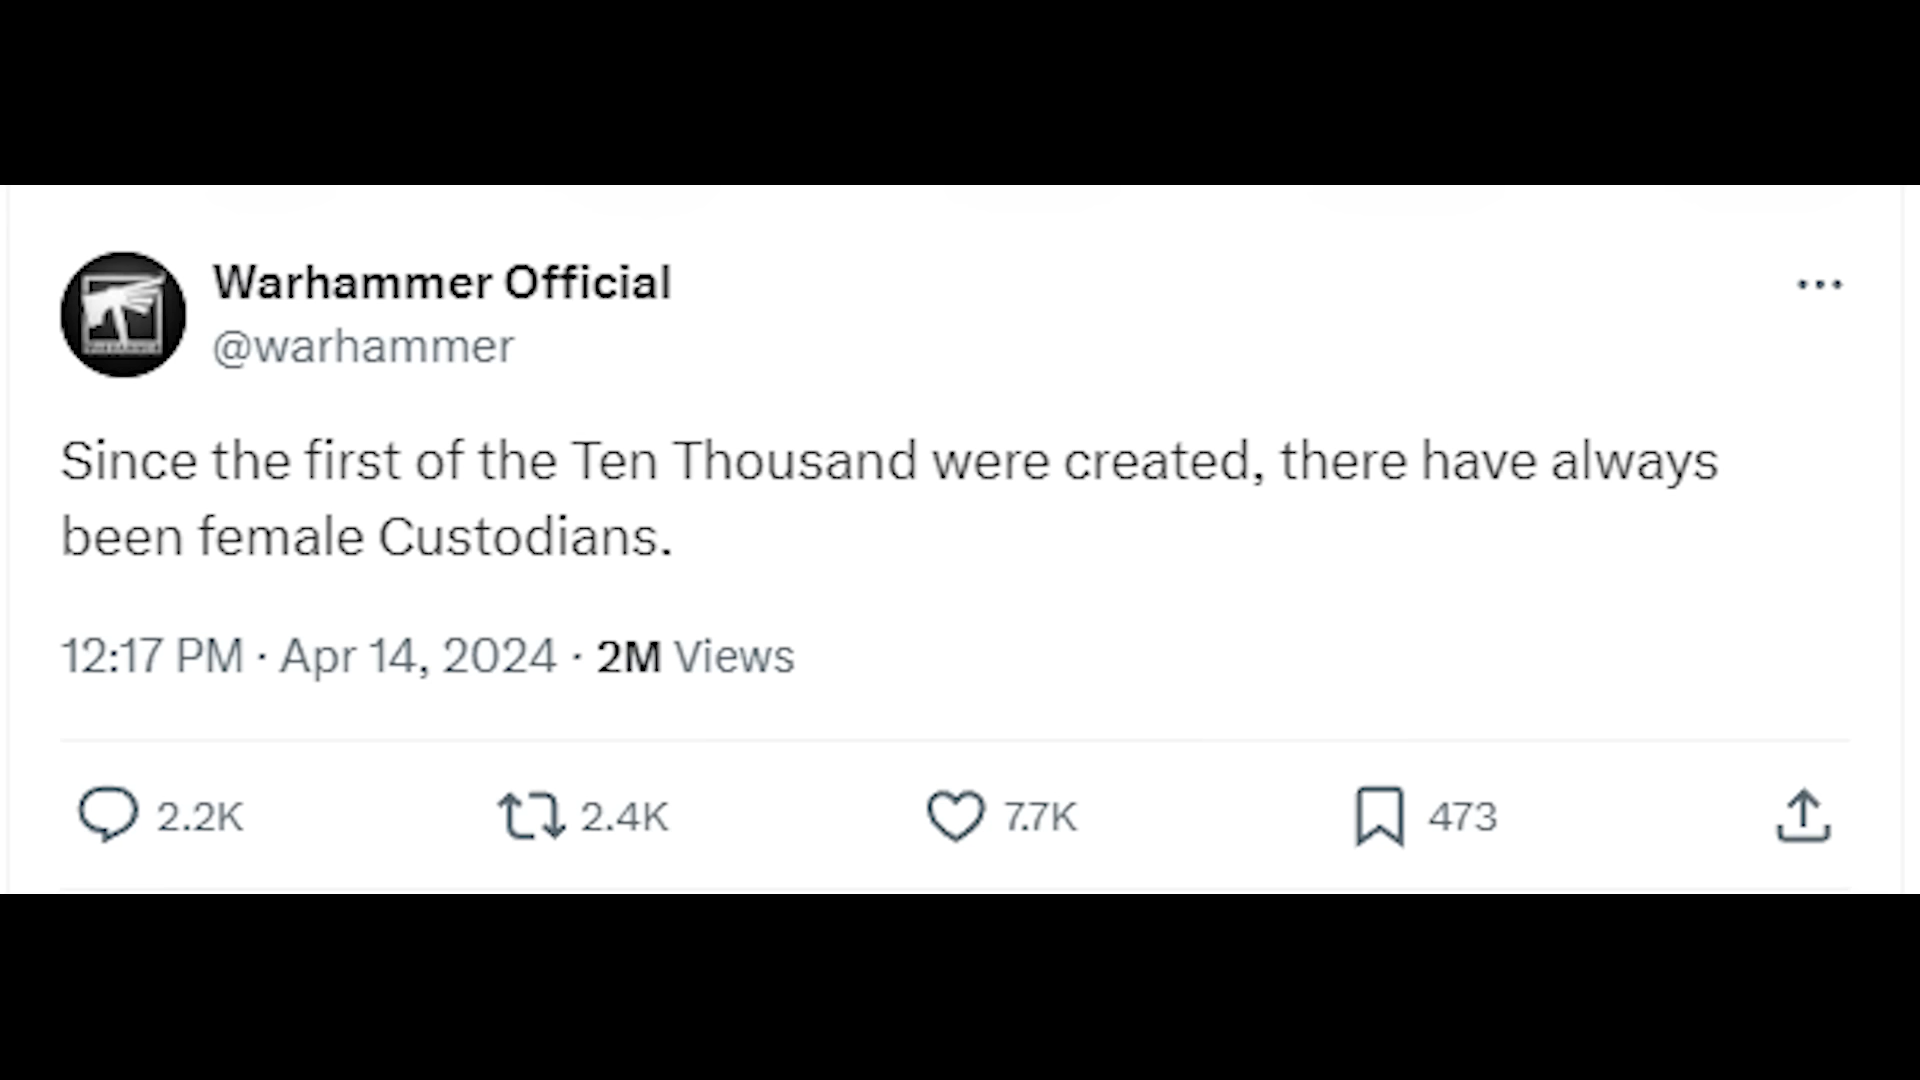 Warhammer Official
@warhammer
Since the first of the Ten Thousand were created, there have always
been female Custodians.
12:17 PM · Apr 14, 2024 · 2M Views
2.2K 2.4K 7.7K 473